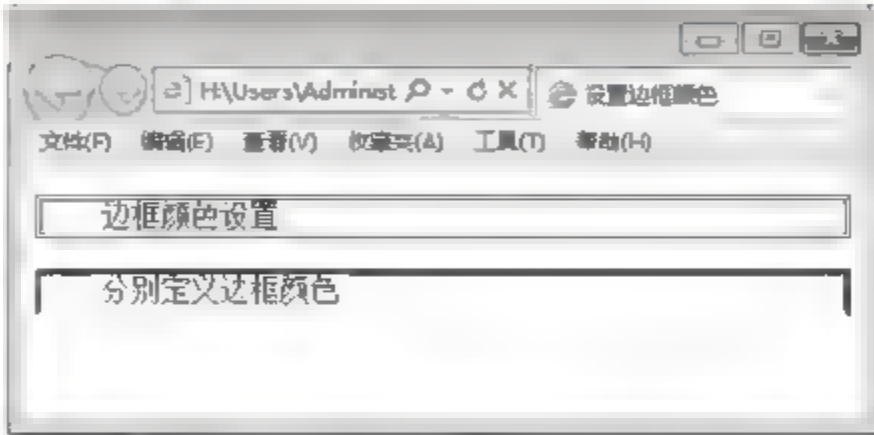 H:\Users\Administ
设置边框颜色
文件(F) 编辑(E) 查看(V) 收藏夹(A) 工具(T) 帮助(H)
边框颜色设置
分别定义边框颜色